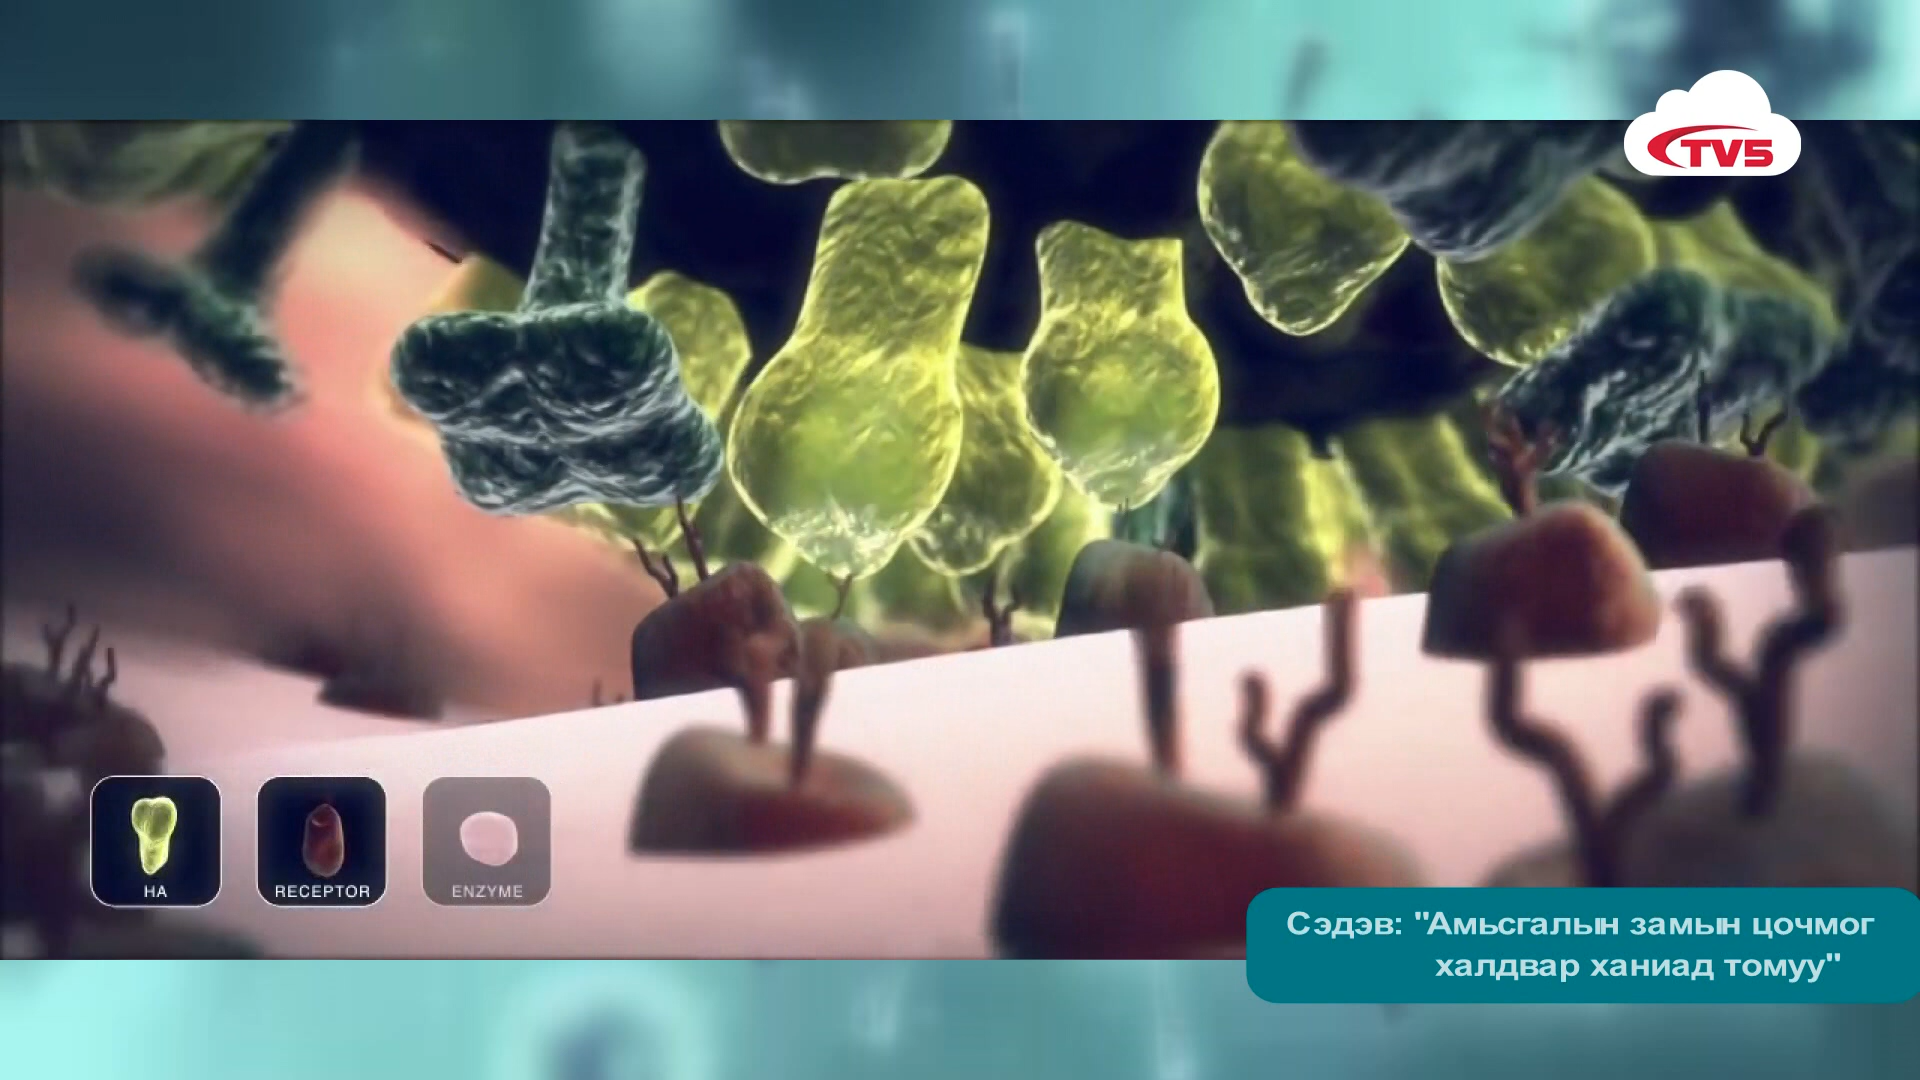 TV5
HA
RECEPTOR
ENZYME
Сэдэв: "Амьсгалын замын цочмог
халдвар ханиад томуу"